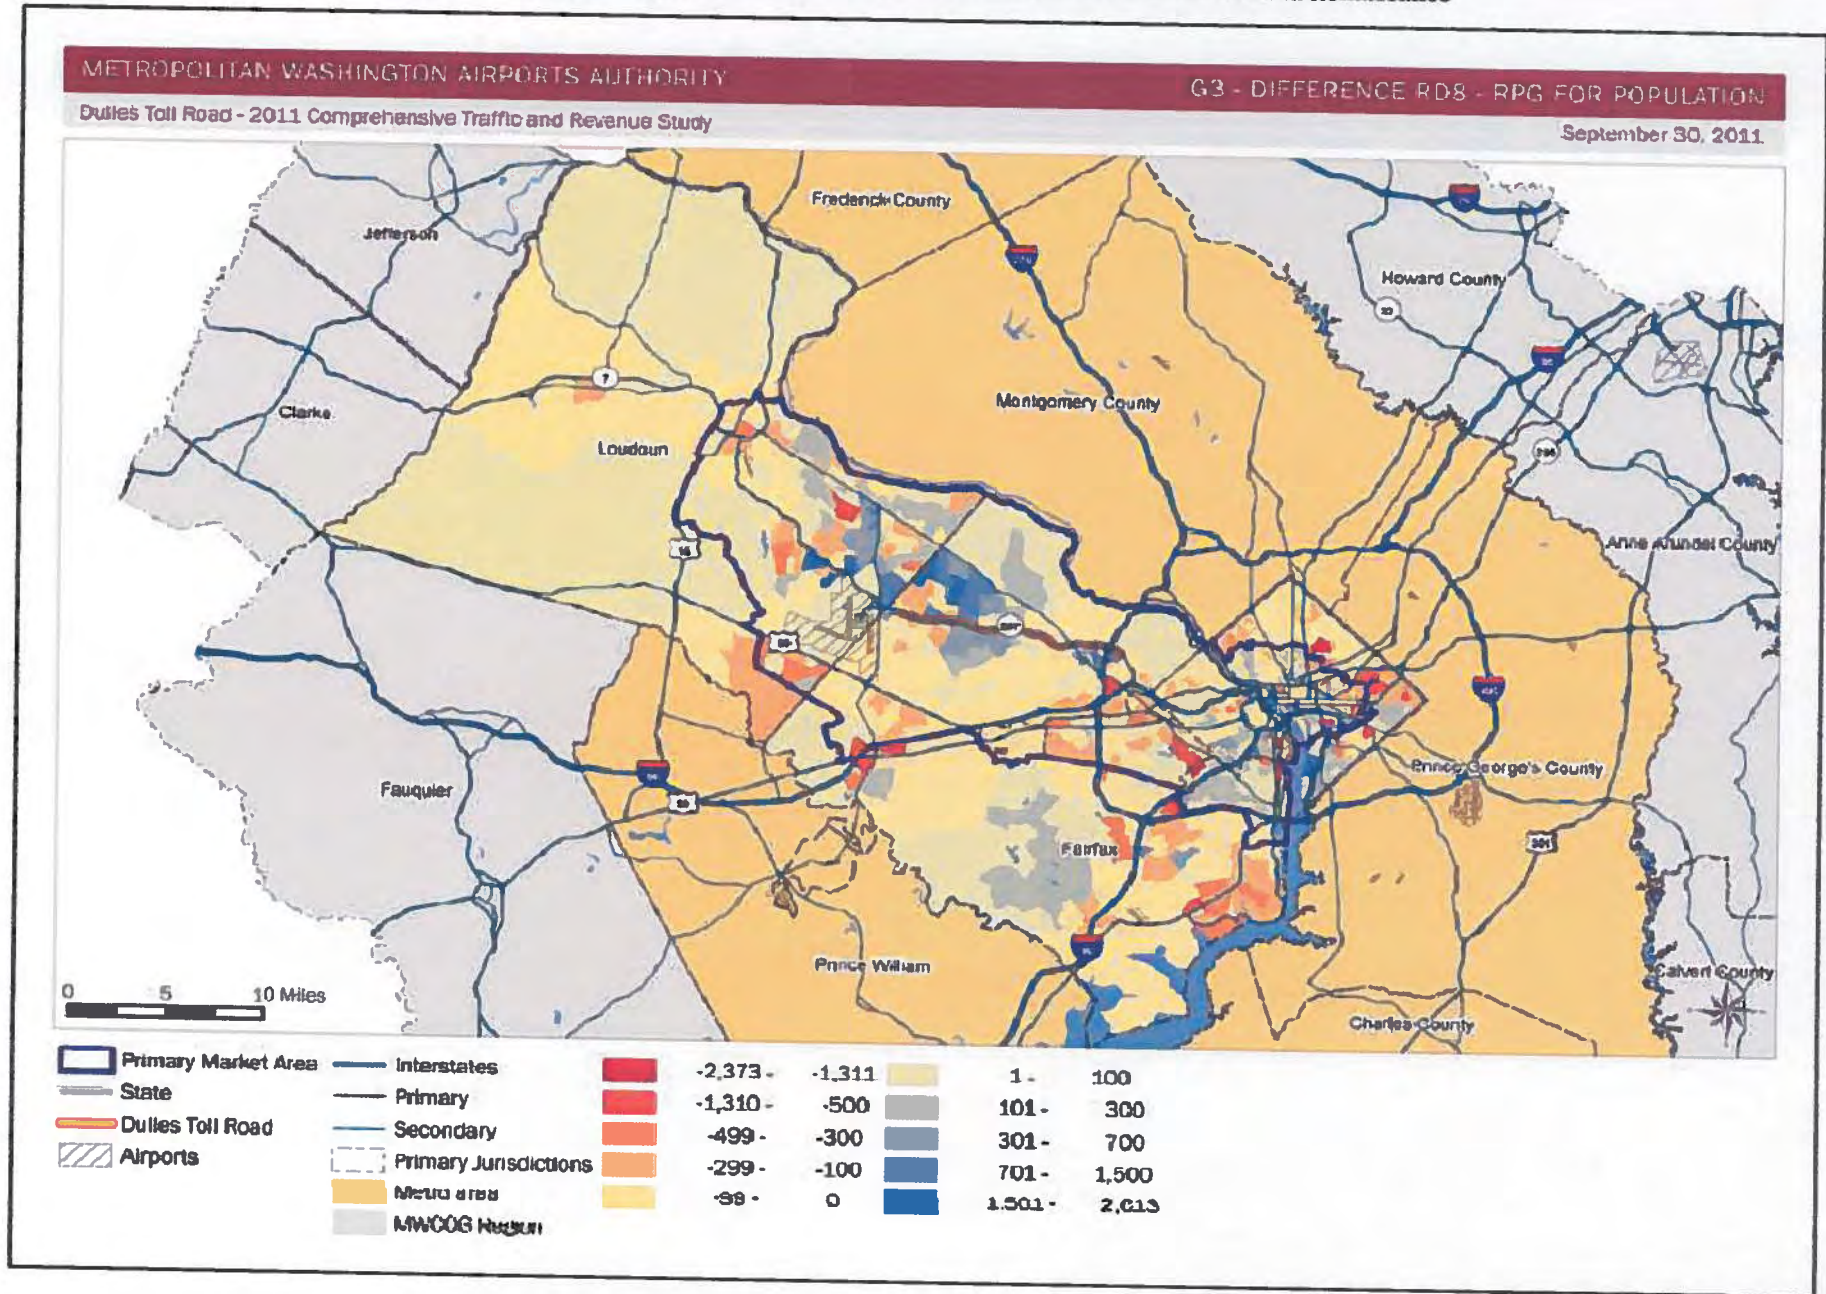 METROPOLITAN WASHINGTON AIRPORTS AUTHORITY
G3 - DIFFERENCE RD8 - RPG FOR POPULATION
Dulles Toll Road - 2011 Comprehensive Traffic and Revenue Study
September 30, 2011
Frederick County
Jefferson
Howard County
Clarke
7
Montgomery County
Loudoun
15
Anne Arundel County
Fauquier
Prince George's County
301
Fairfax
Prince William
Calvert County
Charles County
0 5 10 Miles
Primary Market Area
State
Dulles Toll Road
Airports
Interstates
Primary
Secondary
Primary Jurisdictions
Metro area
MWCOG Region
-2,373 - -1,311
-1,310 - -500
-499 - -300
-299 - -100
0
1 - 100
101 - 300
301 - 700
701 - 1,500
1,501 -